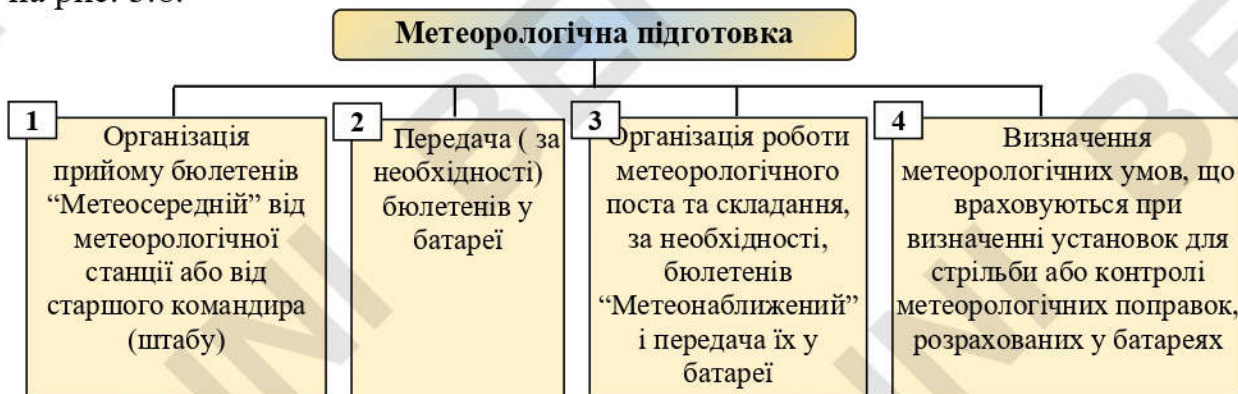 на рис. 3.8.
Метеорологічна підготовка
1
Організація
прийому бюлетенів
“Метеосередній” від
метеорологічної
станції або від
старшого командира
(штабу)
2
Передача ( за
необхідності)
бюлетенів у
батареї
3
Організація роботи
метеорологічного
поста та складання,
за необхідності,
бюлетенів
“Метеонаближений”
і передача їх у
батареї
4
Визначення
метеорологічних умов, що
враховуються при
визначенні установок для
стрільби або контролі
метеорологічних поправок,
розрахованих у батареях